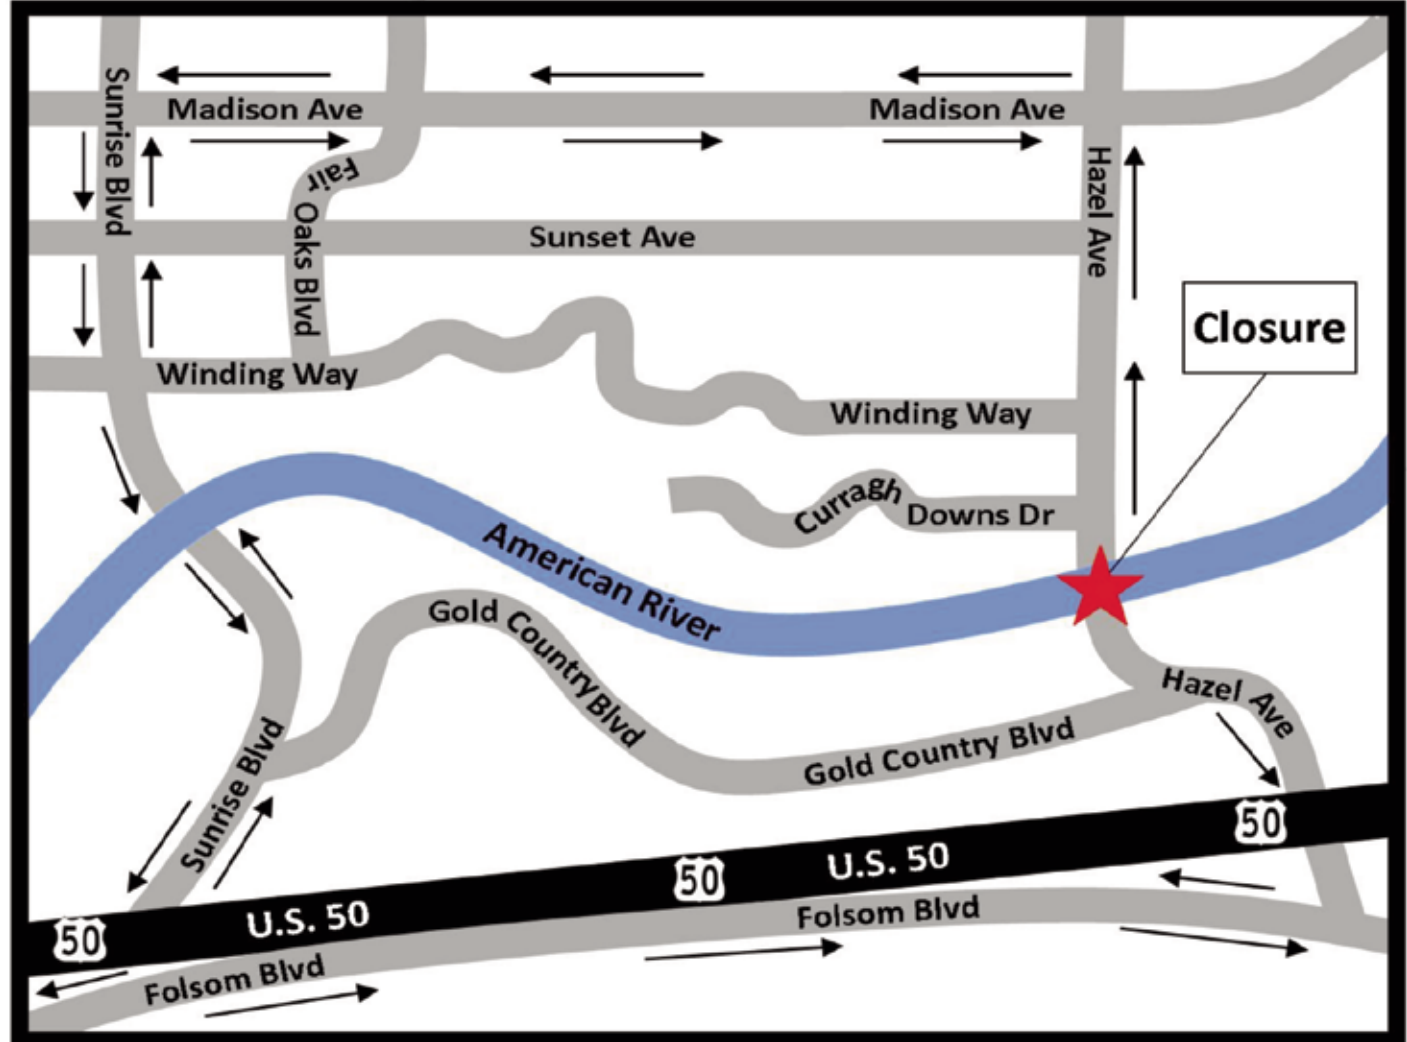 Sunrise Blvd
Madison Ave
Madison Ave
Fair
Oaks Blvd
Hazel Ave
Sunset Ave
Closure
Winding Way
Winding Way
Curragh
Downs Dr
American River
Gold Country Blvd
Hazel Ave
Gold Country Blvd
Sunrise Blvd
50
U.S. 50
50
U.S. 50
50
Folsom Blvd
Folsom Blvd